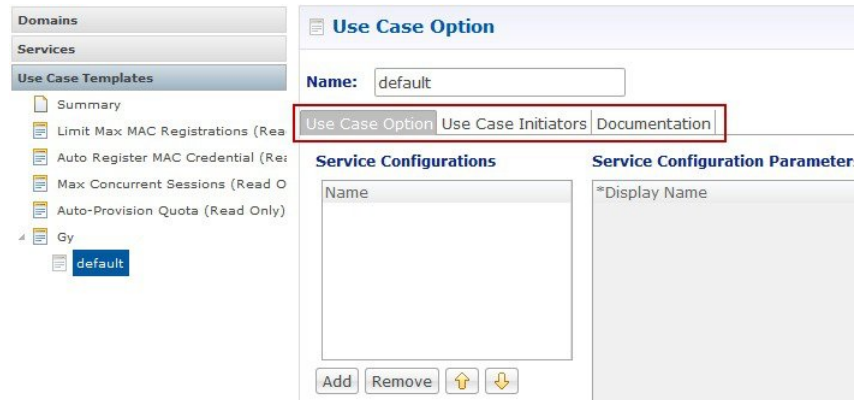 Domains
Services
Use Case Templates
Summary
Limit Max MAC Registrations (Rea
Auto Register MAC Credential (Rea
Max Concurrent Sessions (Read O
Auto-Provision Quota (Read Only)
Gy
default
Use Case Option
Name: default
Use Case Option Use Case Initiators Documentation
Service Configurations
Name
Add Remove
Service Configuration Parameter
*Display Name